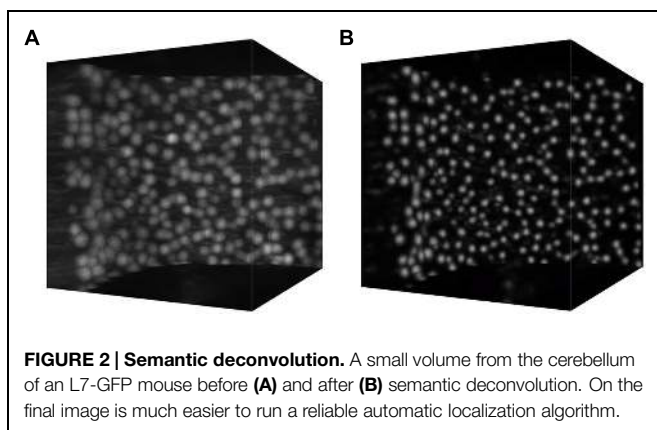 A
B
FIGURE 2 | Semantic deconvolution. A small volume from the cerebellum
of an L7-GFP mouse before (A) and after (B) semantic deconvolution. On the
final image is much easier to run a reliable automatic localization algorithm.